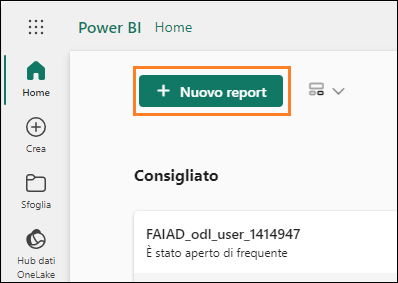 Power BI Home
Home
Crea
Sfoglia
Hub dati
OneLake
+ Nuovo report
Consigliato
FAIAD_odl_user_1414947
È stato aperto di frequente